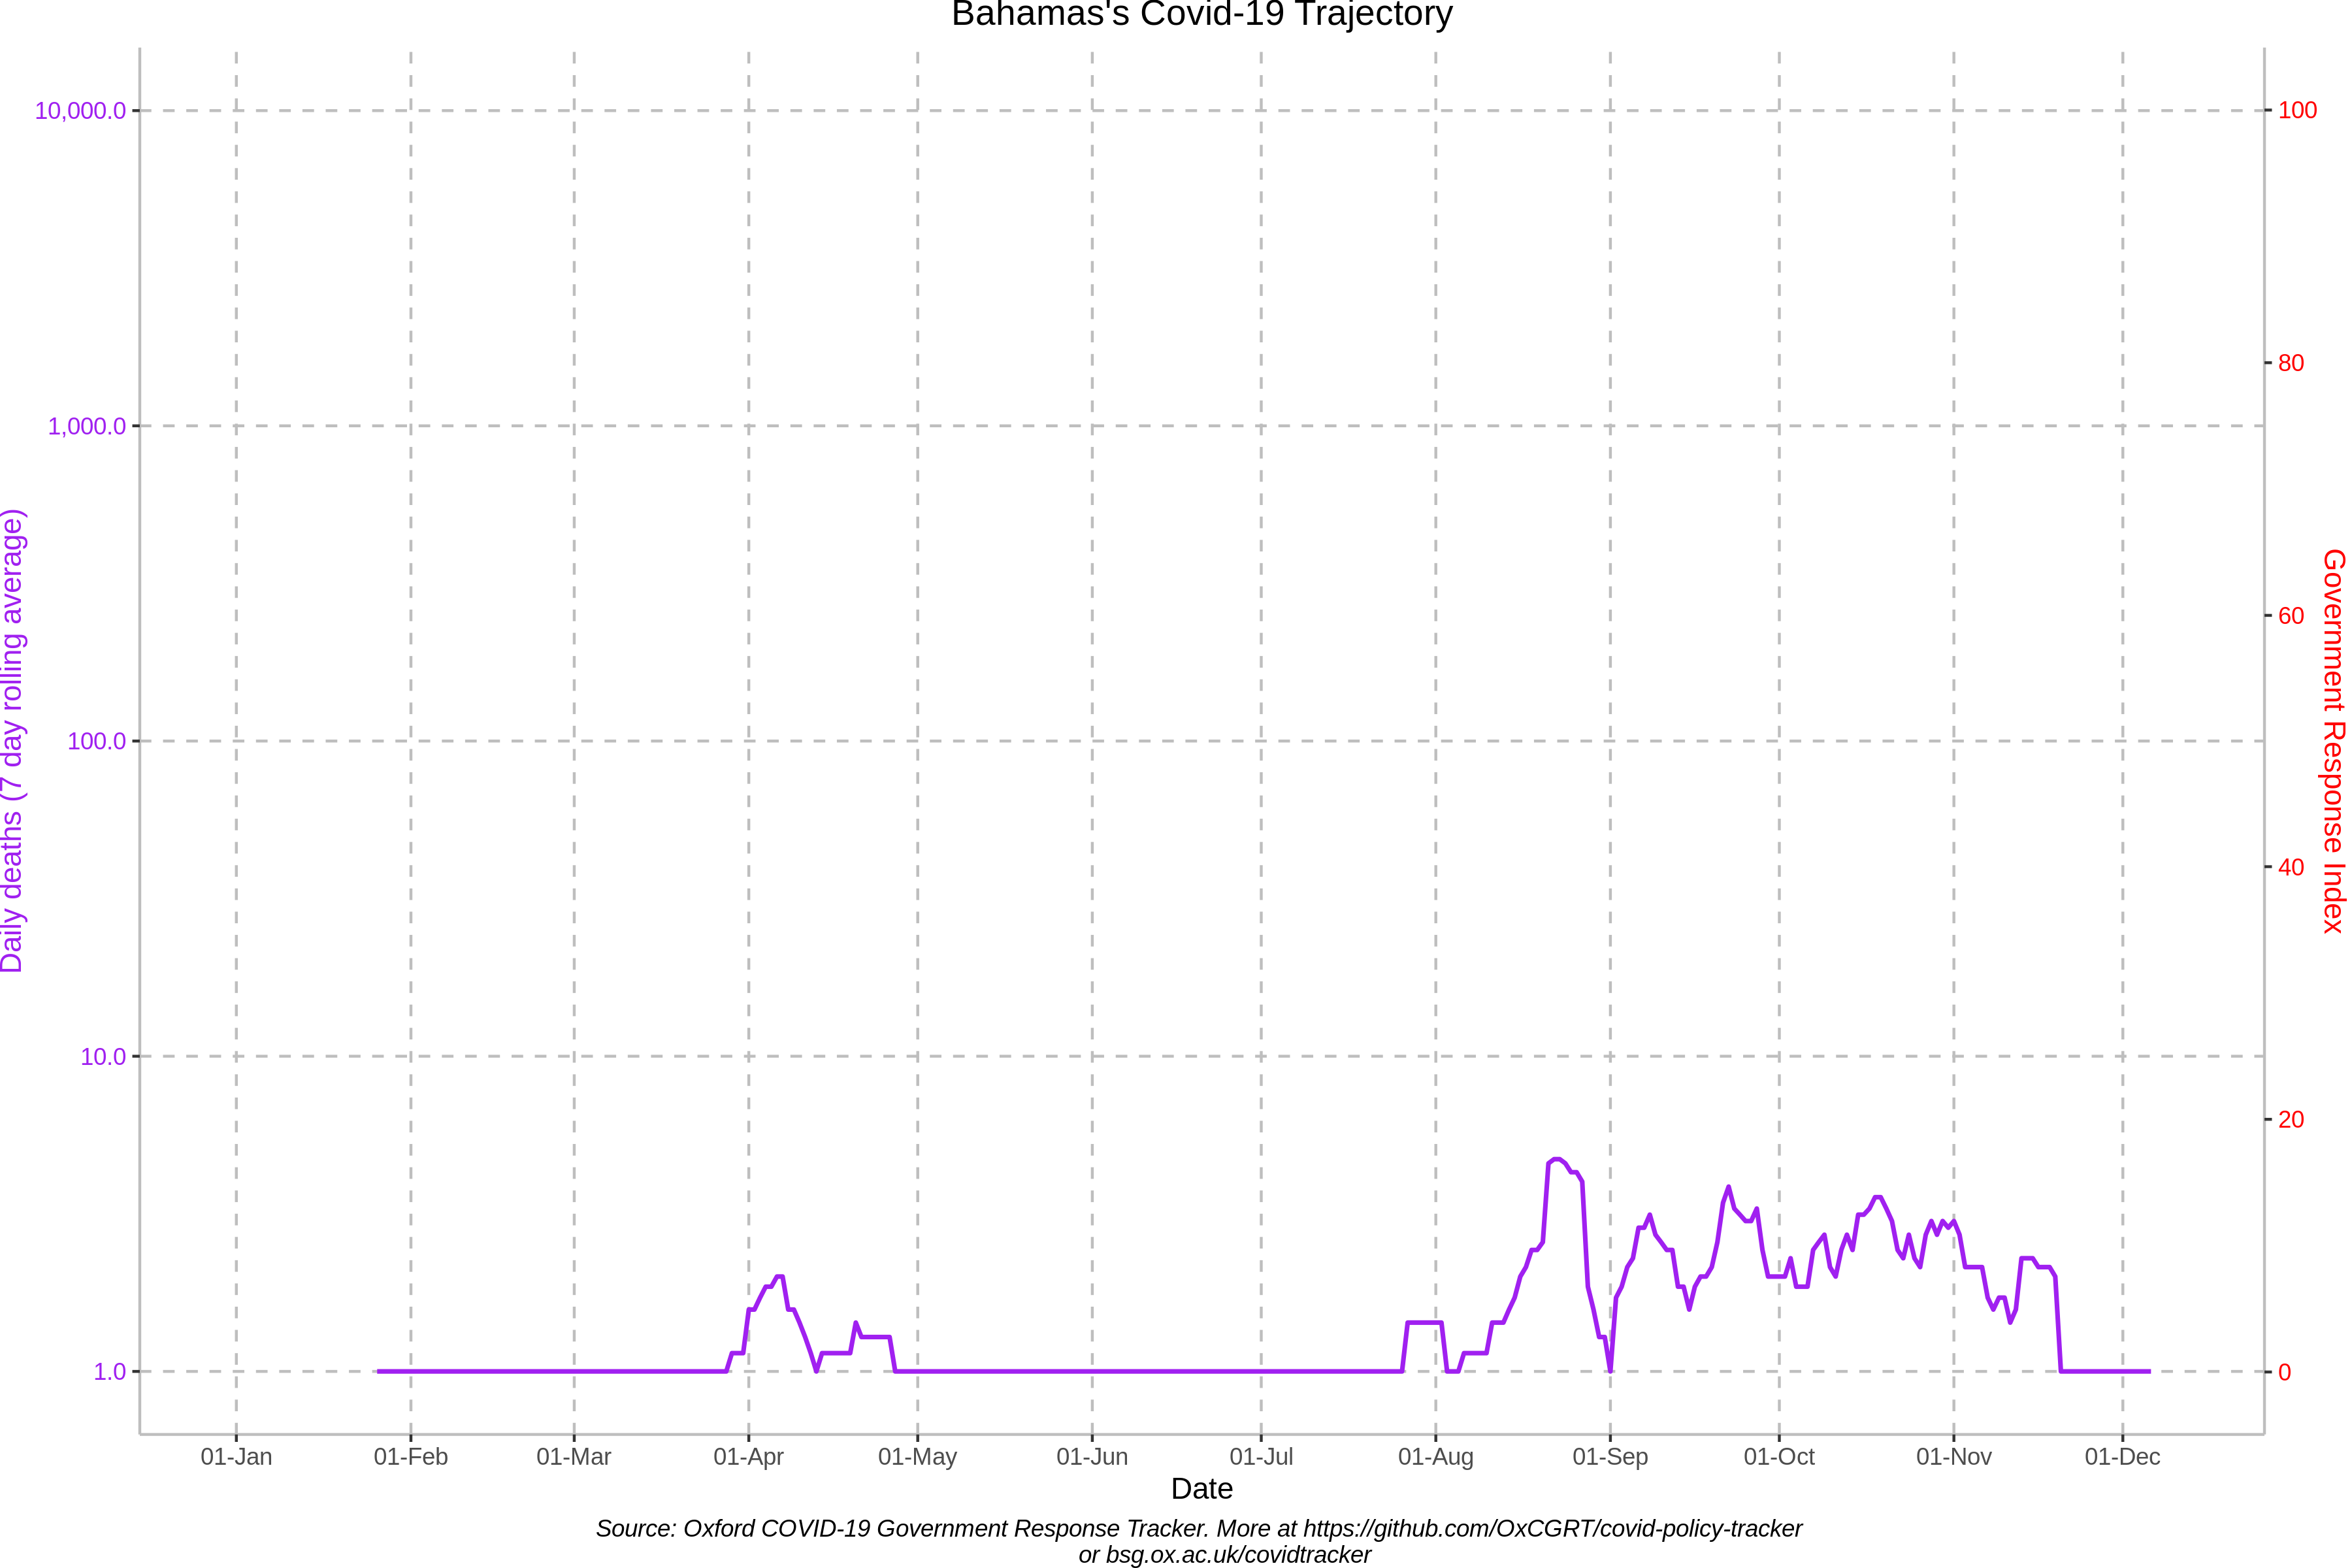 Bahamas's Covid-19 Trajectory
10,000.0
1,000.0
100.0
10.0
1.0
Daily deaths (7 day rolling average)
100
80
60
40
20
0
Government Response Index
01-Jan 01-Feb 01-Mar 01-Apr 01-May 01-Jun 01-Jul 01-Aug 01-Sep 01-Oct 01-Nov 01-Dec
Date
Source: Oxford COVID-19 Government Response Tracker. More at https://github.com/OxCGRT/covid-policy-tracker
or bsg.ox.ac.uk/covidtracker